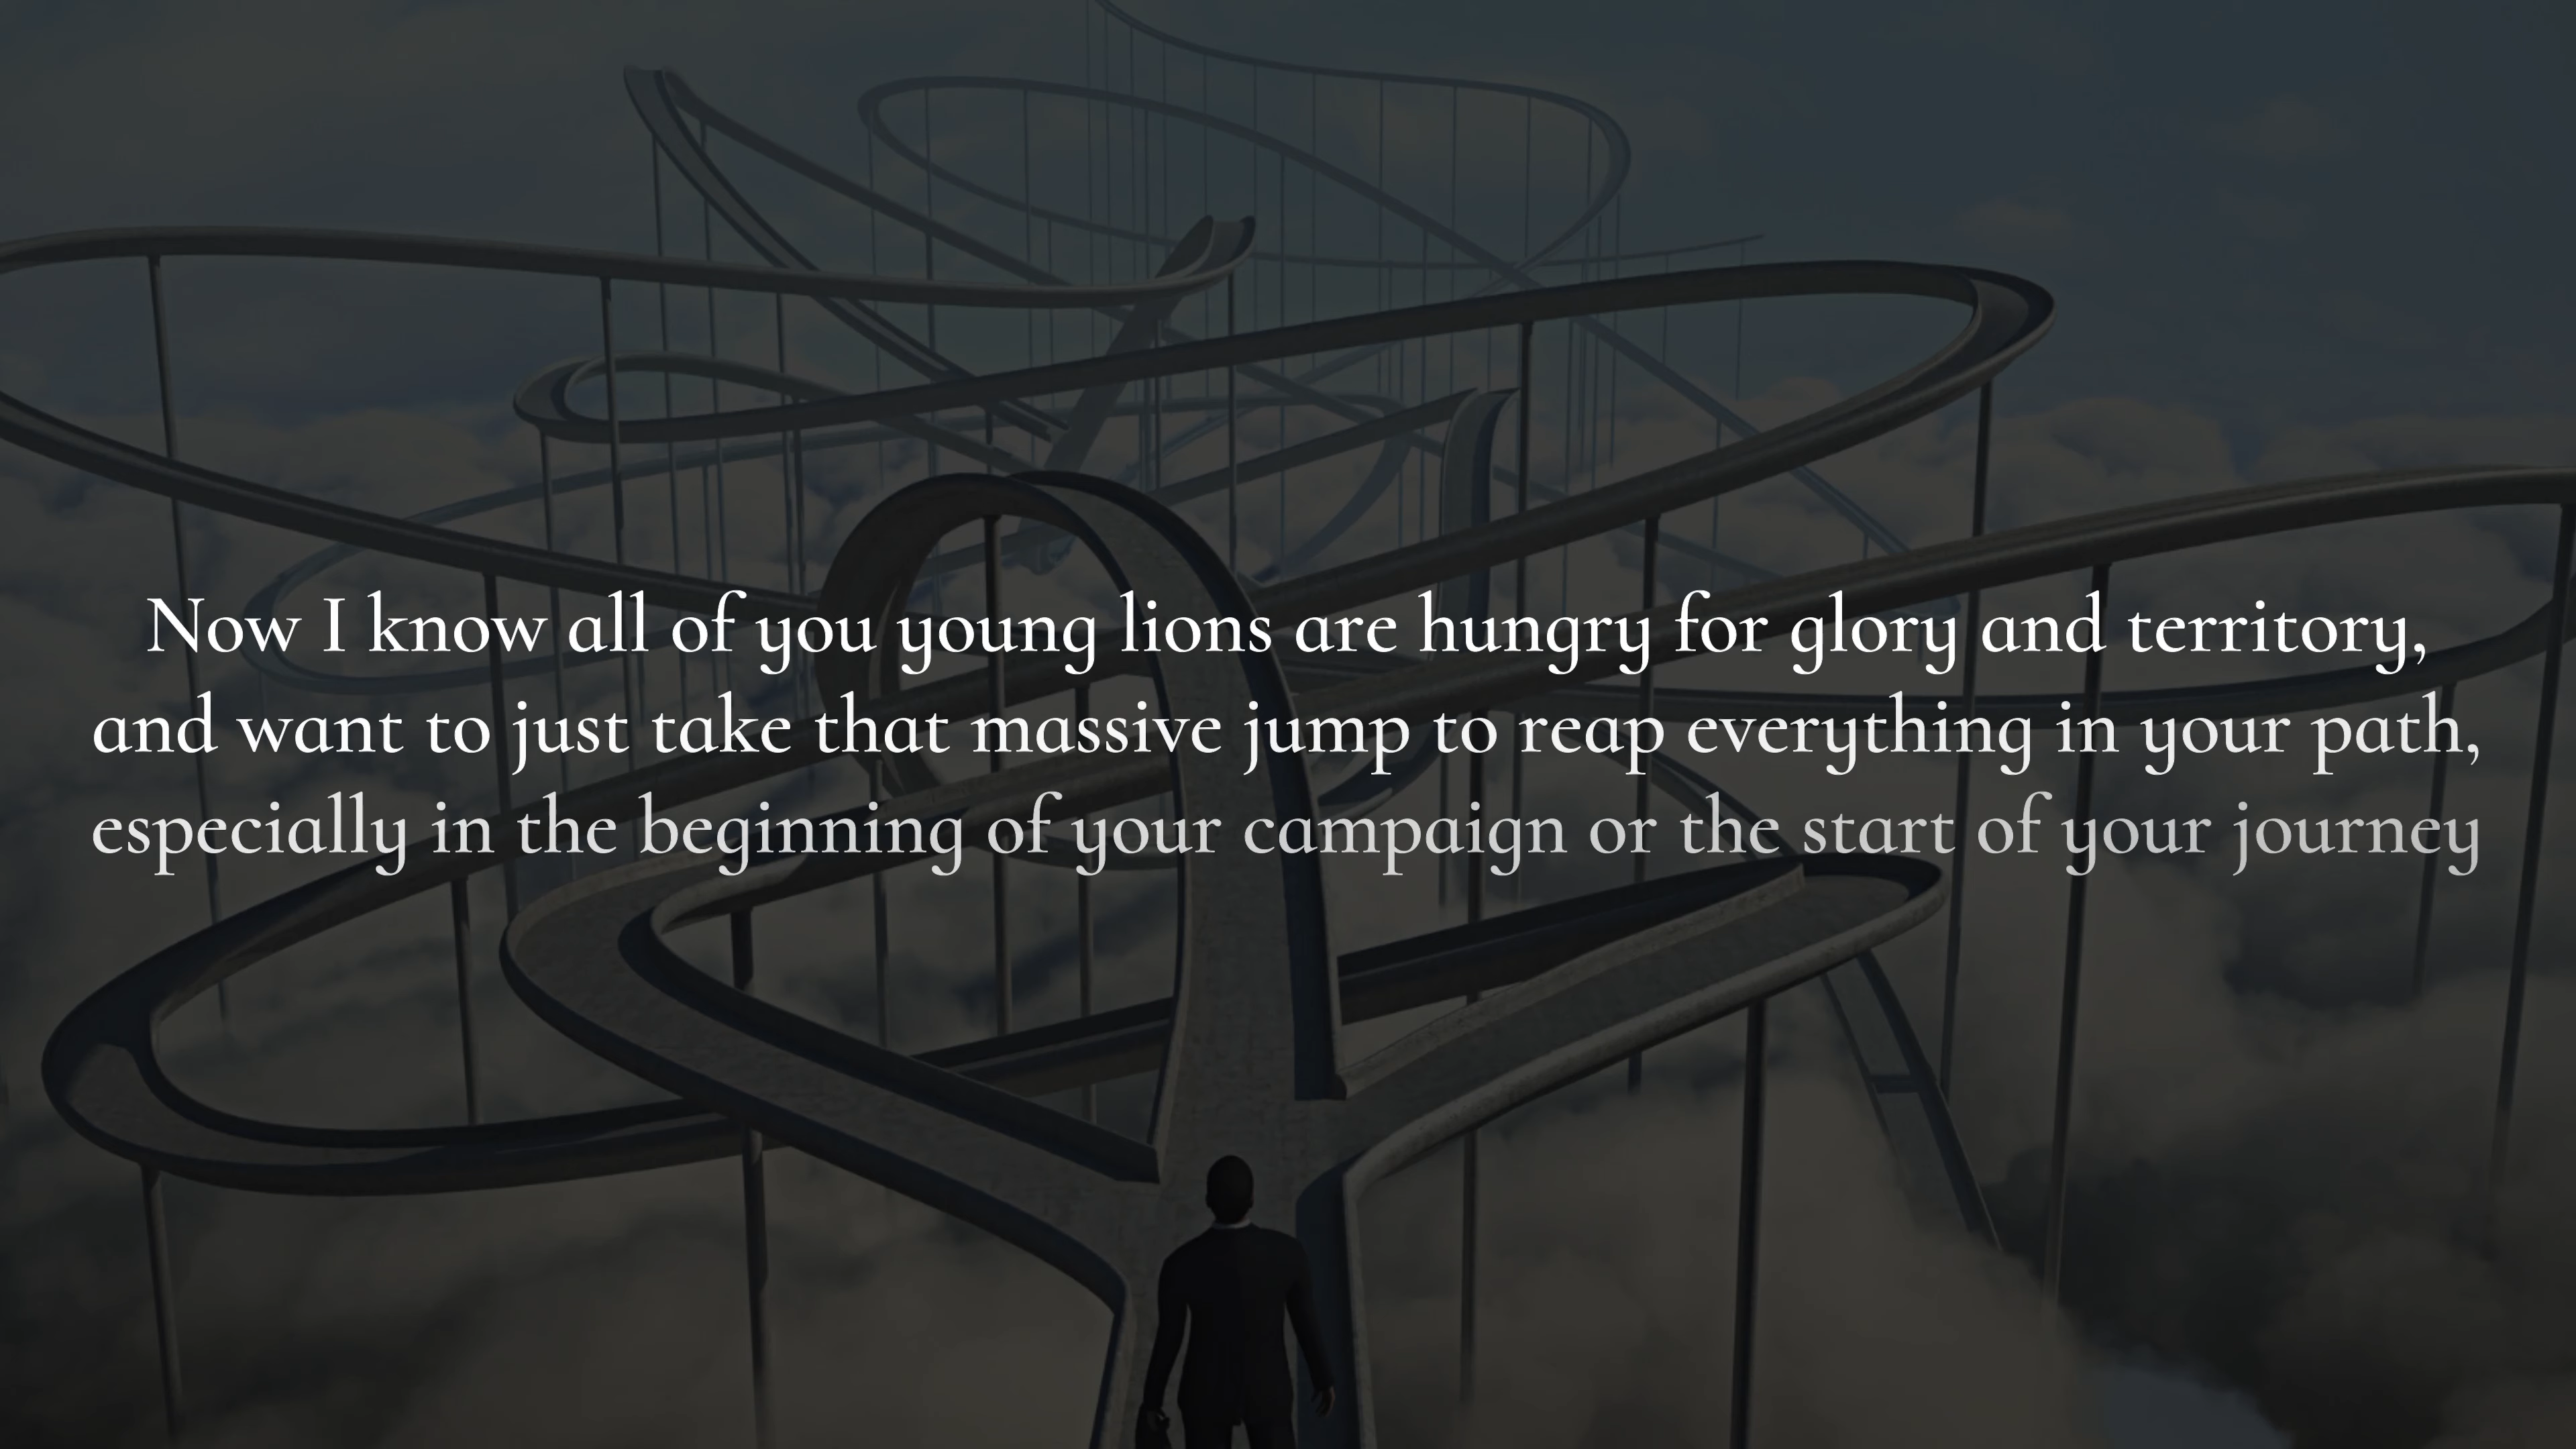 Now I know all of you young lions are hungry for glory and territory,
and want to just take that massive jump to reap everything in your path,
especially in the beginning of your campaign or the start of your journey